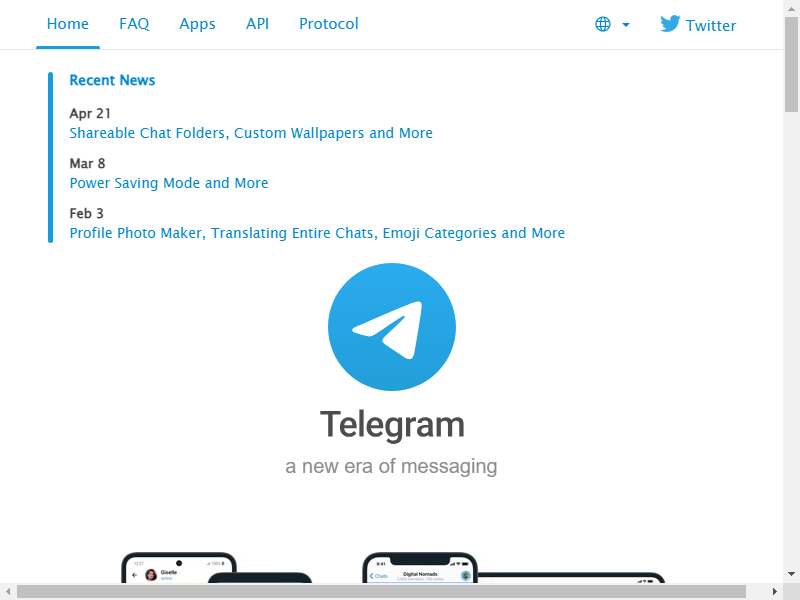 Home FAQ Apps API Protocol Twitter
Recent News
Apr 21
Shareable Chat Folders, Custom Wallpapers and More
Mar 8
Power Saving Mode and More
Feb 3
Profile Photo Maker, Translating Entire Chats, Emoji Categories and More
Telegram
a new era of messaging
Giselle
online
Digital Nomads
Chats